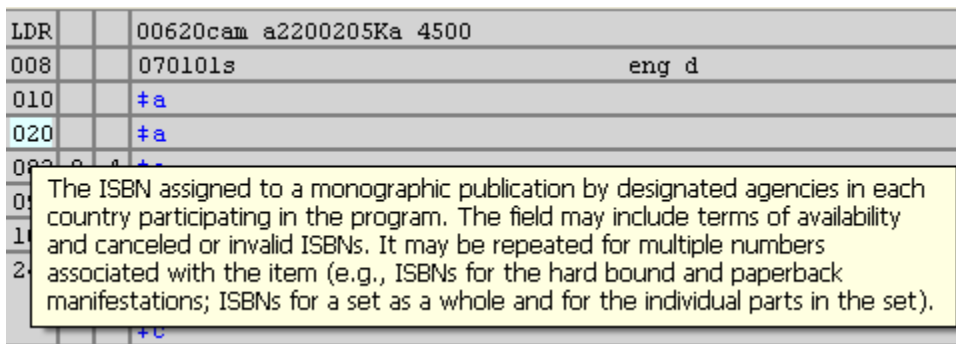 LDR 00620cam a2200205Ka 4500
008 070101s eng d
010 ‡a
020 ‡a
The ISBN assigned to a monographic publication by designated agencies in each
country participating in the program. The field may include terms of availability
and canceled or invalid ISBNs. It may be repeated for multiple numbers
associated with the item (e.g., ISBNs for the hard bound and paperback
manifestations; ISBNs for a set as a whole and for the individual parts in the set).
‡c